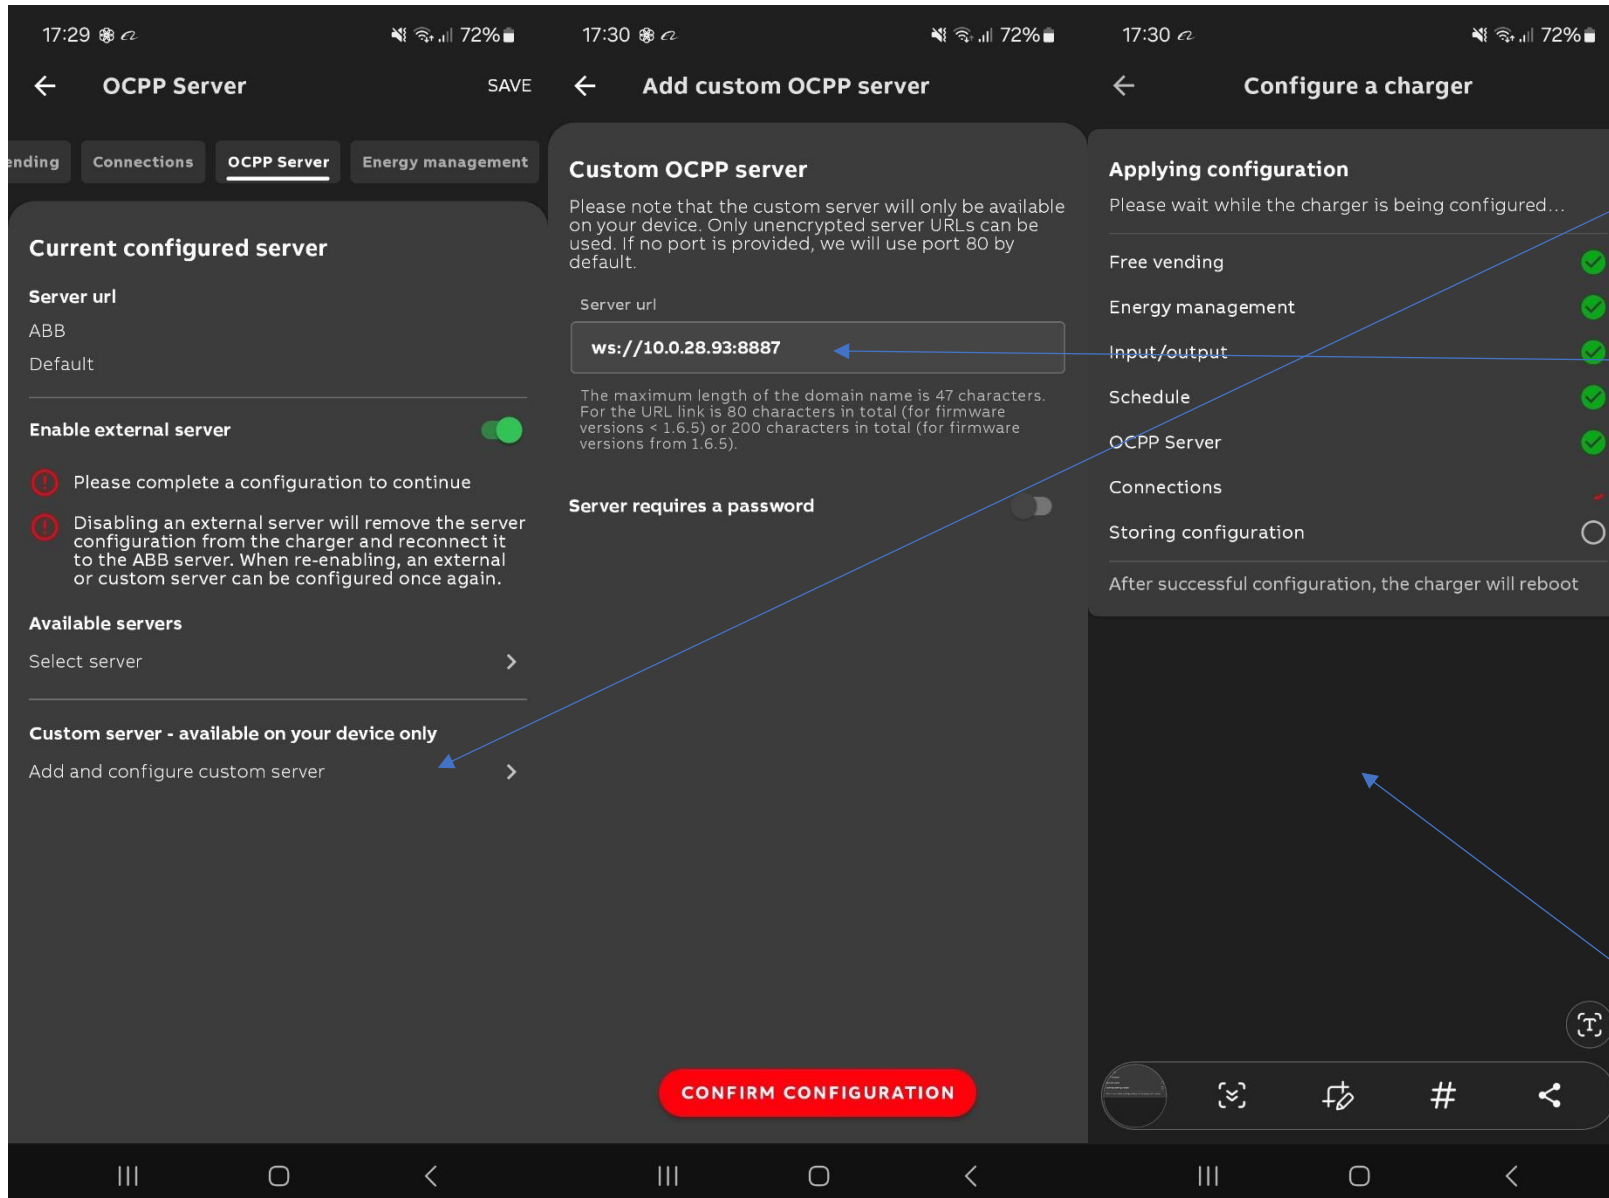 17:29
72%
OCPP Server
SAVE
ending
Connections
OCPP Server
Energy management
Current configured server
Server url
ABB
Default
Enable external server
Please complete a configuration to continue
Disabling an external server will remove the server
configuration from the charger and reconnect it
to the ABB server. When re-enabling, an external
or custom server can be configured once again.
Available servers
Select server
Custom server - available on your device only
Add and configure custom server
17:30
72%
Add custom OCPP server
Custom OCPP server
Please note that the custom server will only be available
on your device. Only unencrypted server URLs can be
used. If no port is provided, we will use port 80 by
default.
Server url
ws://10.0.28.93:8887
The maximum length of the domain name is 47 characters.
For the URL link is 80 characters in total (for firmware
versions < 1.6.5) or 200 characters in total (for firmware
versions from 1.6.5).
Server requires a password
CONFIRM CONFIGURATION
17:30
72%
Configure a charger
Applying configuration
Please wait while the charger is being configured...
Free vending
Energy management
Input/output
Schedule
OCPP Server
Connections
Storing configuration
After successful configuration, the charger will reboot